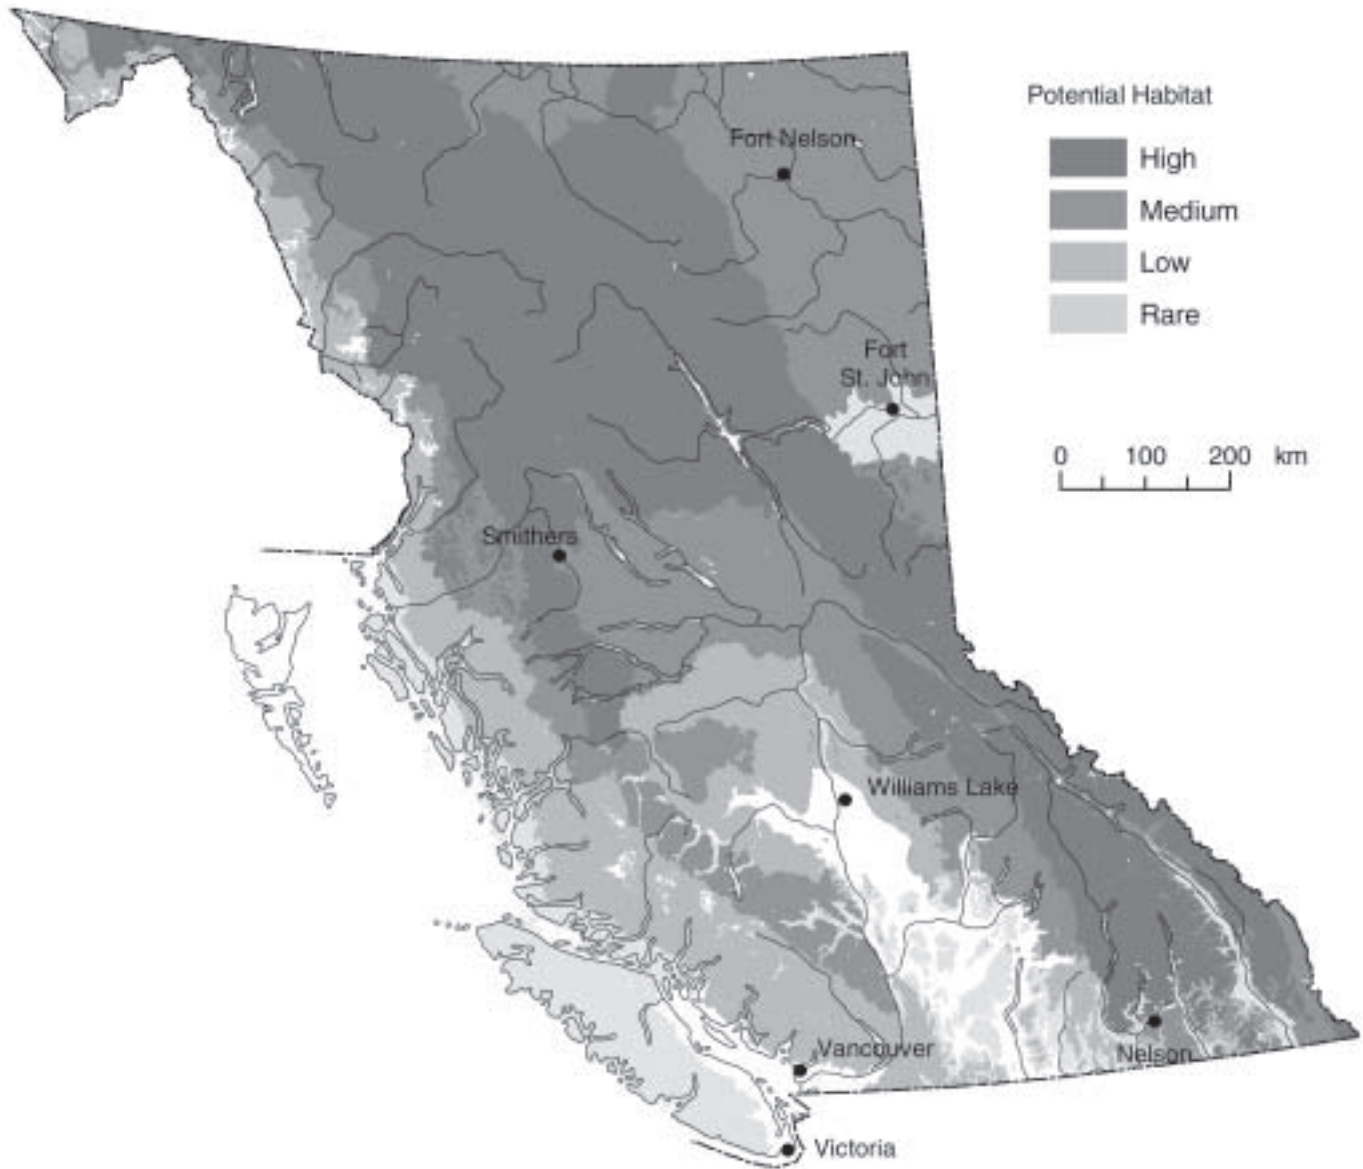 Potential Habitat
High
Medium
Low
Rare
Fort Nelson
Fort
St. John
0 100 200 km
Smithers
Williams Lake
Nelson
Vancouver
Victoria